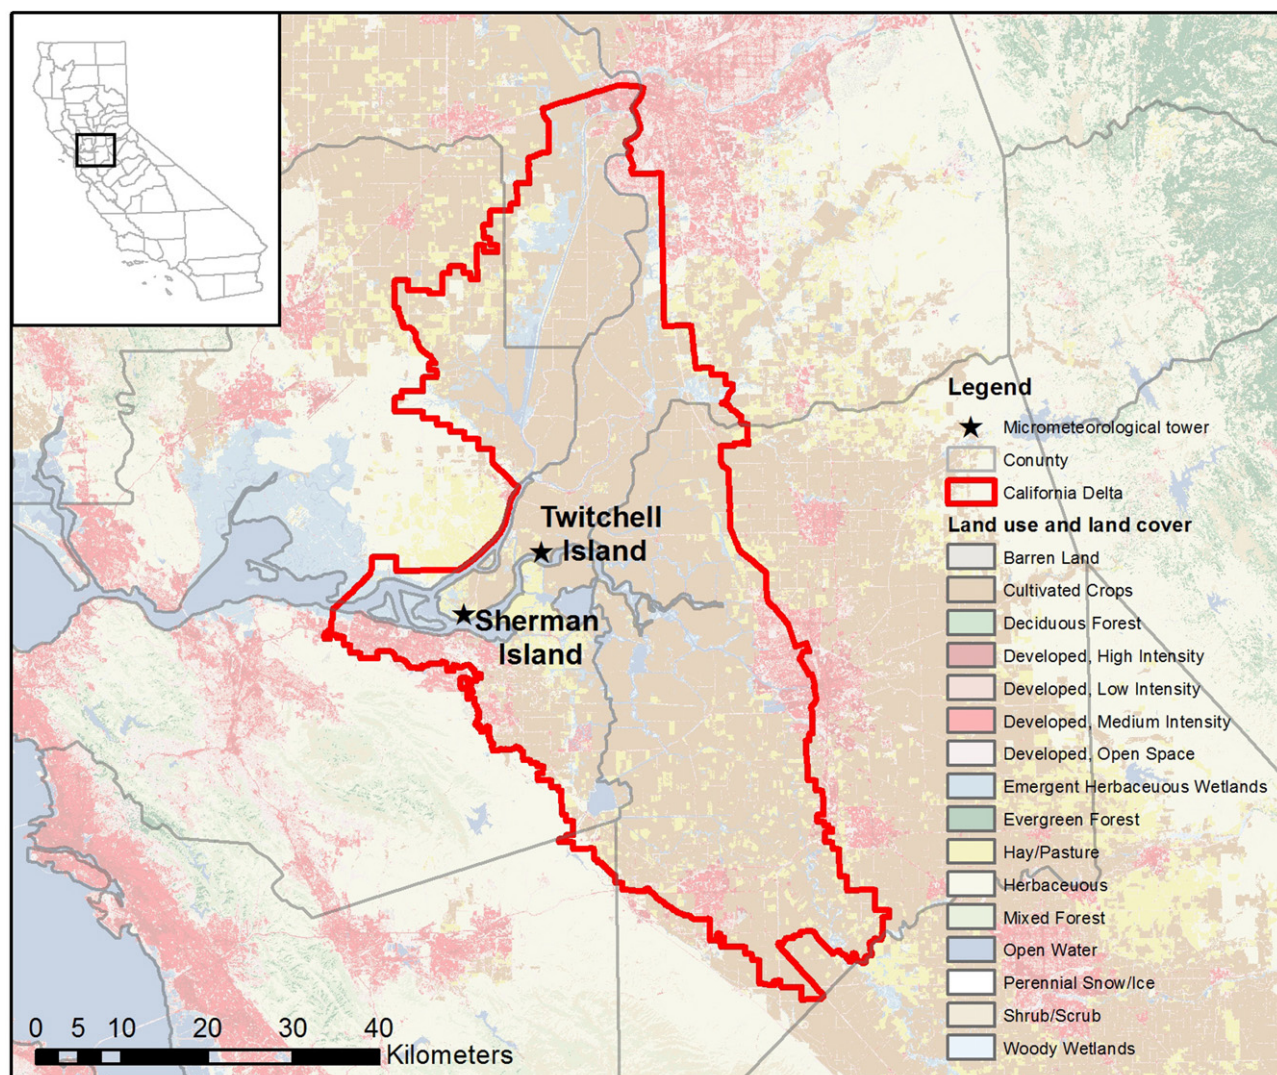 Twitchell
Island
Sherman
Island
Legend
Micrometeorological tower
Conunty
California Delta
Land use and land cover
Barren Land
Cultivated Crops
Deciduous Forest
Developed, High Intensity
Developed, Low Intensity
Developed, Medium Intensity
Developed, Open Space
Emergent Herbaceuous Wetlands
Evergreen Forest
Hay/Pasture
Herbaceuous
Mixed Forest
Open Water
Perennial Snow/Ice
Shrub/Scrub
Woody Wetlands
0 5 10 20 30 40
Kilometers